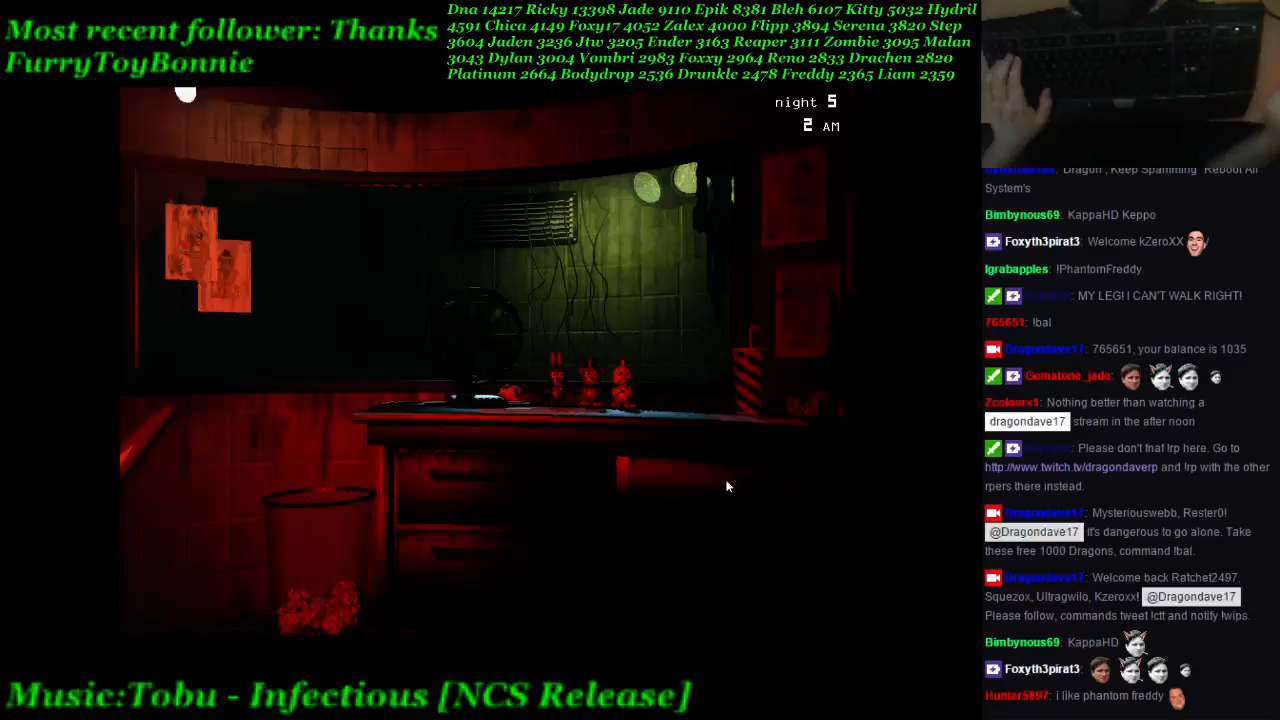 Most recent follower: Thanks
FurryToyBonnie
Dna 14217 Ricky 13398 Jade 9110 Epik 8381 Bleh 6107 Kitty 5032 Hydril
4591 Chica 4149 Foxy17 4052 Zalex 4000 Flipp 3894 Serena 3820 Step
3604 Jaden 3236 Jtw 3205 Ender 3163 Reaper 3111 Zombie 3095 Malan
3043 Dylan 3004 Vombri 2983 Foxxy 2964 Reno 2833 Drachen 2820
Platinum 2664 Bodydrop 2536 Drunkle 2478 Freddy 2365 Liam 2359
night 5
2 AM
Dragon , Keep Spamming "Reboot All
System's
Bimbynous69: KappaHD Keppo
Foxyth3pirat3: Welcome kZeroXX /
Igrabapples: !PhantomFreddy
: MY LEG! I CAN'T WALK RIGHT!
765651: !bal
Dragondave17: 765651, your balance is 1035
Gemstone_jade:
Zcolours5: Nothing better than watching a
dragondave17 stream in the after noon
: Please don't fnaf !rp here. Go to
http://www.twitch.tv/dragondaverp and !rp with the other
rpers there instead.
Dragondave17: Mysteriouswebb, Rester0!
@Dragondave17 It's dangerous to go alone. Take
these free 1000 Dragons, command !bal.
Dragondave17: Welcome back Ratchet2497,
Squezox, Ultragwilo, Kzeroxx! @Dragondave17
Please follow, commands tweet !ctt and notify !wips.
Bimbynous69: KappaHD
Foxyth3pirat3:
Hunter5897: i like phantom freddy
Music:Tobu - Infectious [NCS Release]